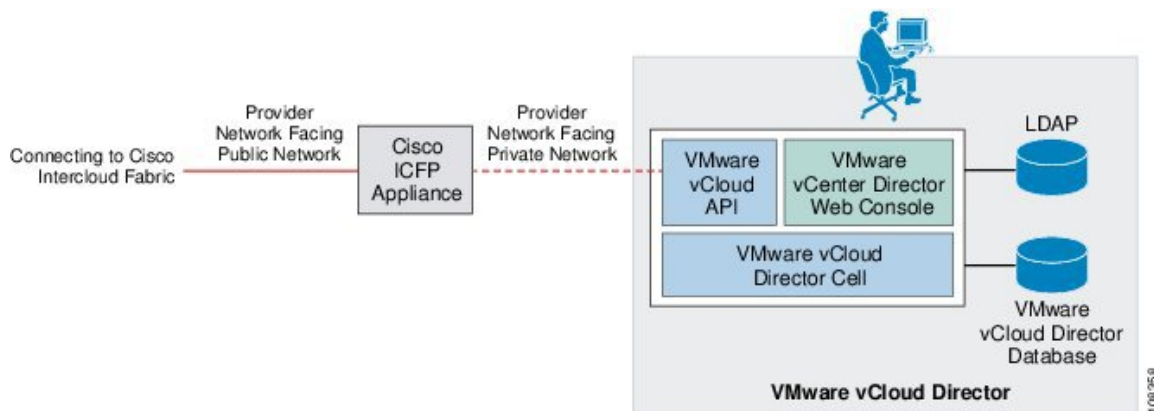 Connecting to Cisco
Intercloud Fabric
Provider
Network Facing
Public Network
Cisco
ICFP
Appliance
Provider
Network Facing
Private Network
VMware
vCloud
API
VMware
vCenter Director
Web Console
VMware vCloud
Director Cell
LDAP
VMware
vCloud Director
Database
VMware vCloud Director